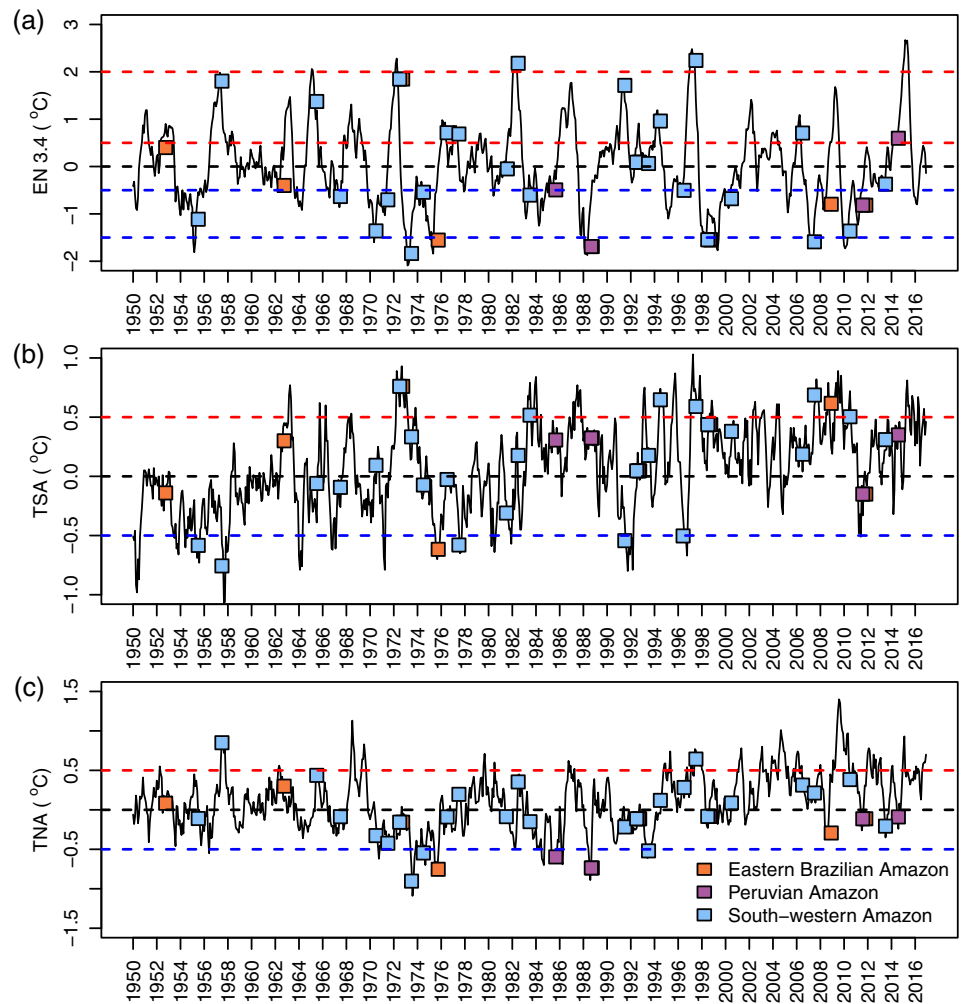 (a)
EN 3.4 ( °C)
3
2
1
0
−1
−2
1950 1952 1954 1956 1958 1960 1962 1964 1966 1968 1970 1972 1974 1976 1978 1980 1982 1984 1986 1988 1990 1992 1994 1996 1998 2000 2002 2004 2006 2008 2010 2012 2014 2016
(b)
TSA ( °C)
1.0
0.5
0.0
−0.5
−1.0
1950 1952 1954 1956 1958 1960 1962 1964 1966 1968 1970 1972 1974 1976 1978 1980 1982 1984 1986 1988 1990 1992 1994 1996 1998 2000 2002 2004 2006 2008 2010 2012 2014 2016
(c)
TNA ( °C)
1.5
0.5
−0.5
−1.5
Eastern Brazilian Amazon
Peruvian Amazon
South−western Amazon
1950 1952 1954 1956 1958 1960 1962 1964 1966 1968 1970 1972 1974 1976 1978 1980 1982 1984 1986 1988 1990 1992 1994 1996 1998 2000 2002 2004 2006 2008 2010 2012 2014 2016